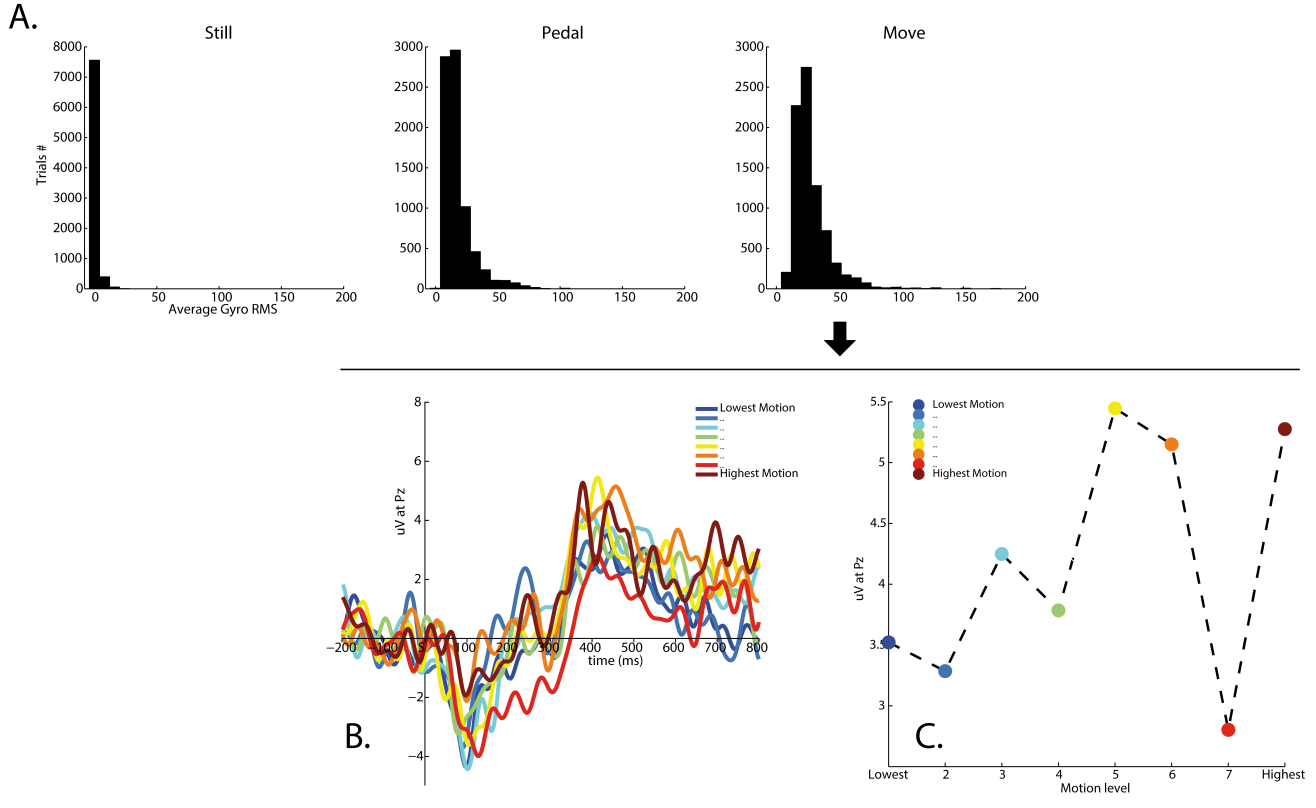 A.
Still
Pedal
Move
8000
7000
6000
5000
4000
3000
2000
1000
0
Trials #
0 50 100 150 200
Average Gyro RMS
3000
2500
2000
1500
1000
500
0
0 50 100 150 200
3000
2500
2000
1500
1000
500
0
0 50 100 150 200
8
6
4
2
−2
−4
uV at Pz
−200 −100 0 100 200 300 400 500 600 700 800
time (ms)
Lowest Motion
..
..
..
..
..
..
Highest Motion
B.
5.5
5
4.5
4
3.5
3
uV at Pz
Lowest Motion
..
..
..
..
..
..
Highest Motion
C.
Lowest 2 3 4 5 6 7 Highest
Motion level